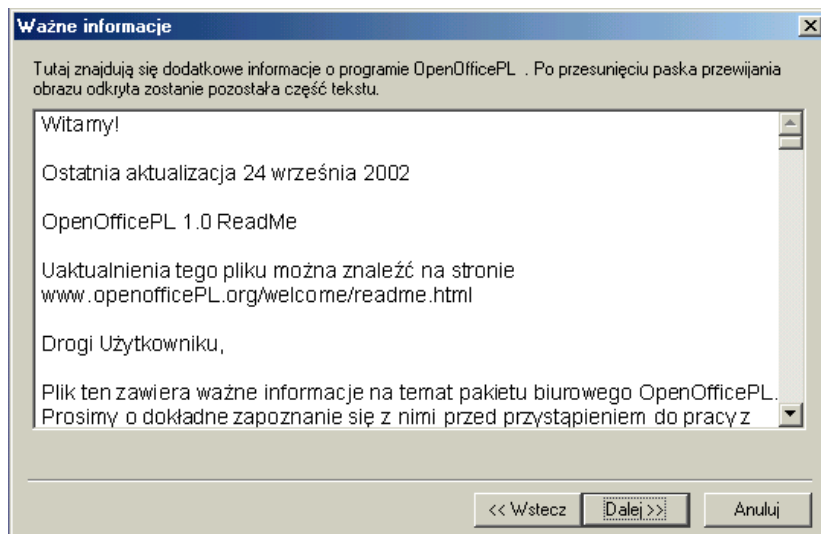 Ważne informacje
Tutaj znajdują się dodatkowe informacje o programie OpenOfficePL . Po przesunięciu paska przewijania
obrazu odkryta zostanie pozostała część tekstu.
Witamy!
Ostatnia aktualizacja 24 września 2002
OpenOfficePL 1.0 ReadMe
Uaktualnienia tego pliku można znaleźć na stronie
www.openofficePL.org/welcome/readme.html
Drogi Użytkowniku,
Plik ten zawiera ważne informacje na temat pakietu biurowego OpenOfficePL.
Prosimy o dokładne zapoznanie się z nimi przed przystąpieniem do pracy z
<< Wstecz Dalej >> Anuluj